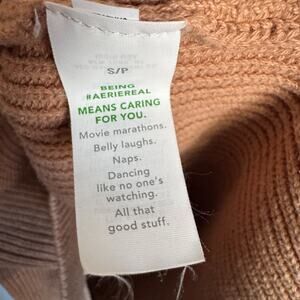 S/P
BEING
#AERIEREAL
MEANS CARING
FOR YOU.
Movie marathons.
Belly laughs.
Naps.
Dancing
like no one's
watching.
All that
good stuff.